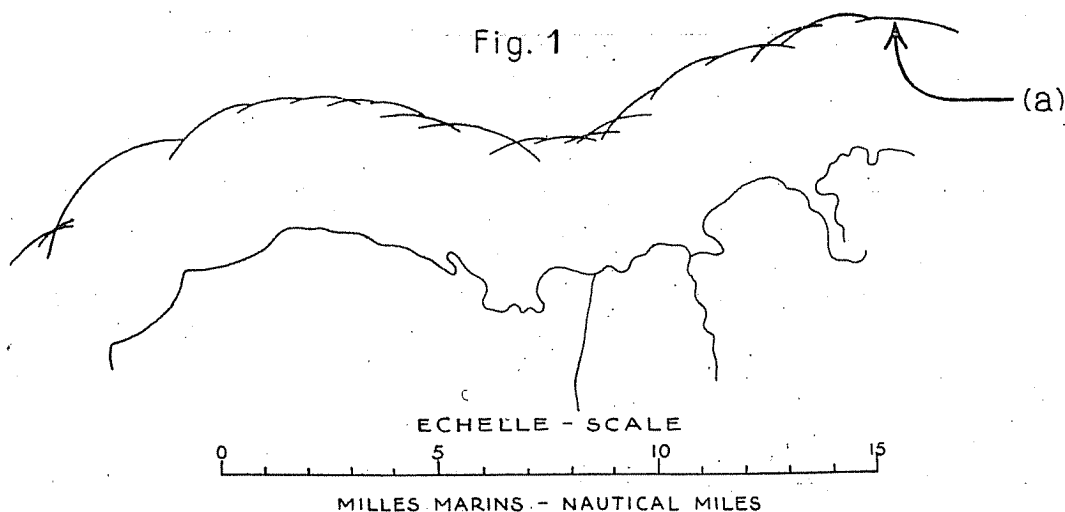 Fig. 1
(a)
ECHELLE - SCALE
0 5 10 15
MILLES MARINS - NAUTICAL MILES